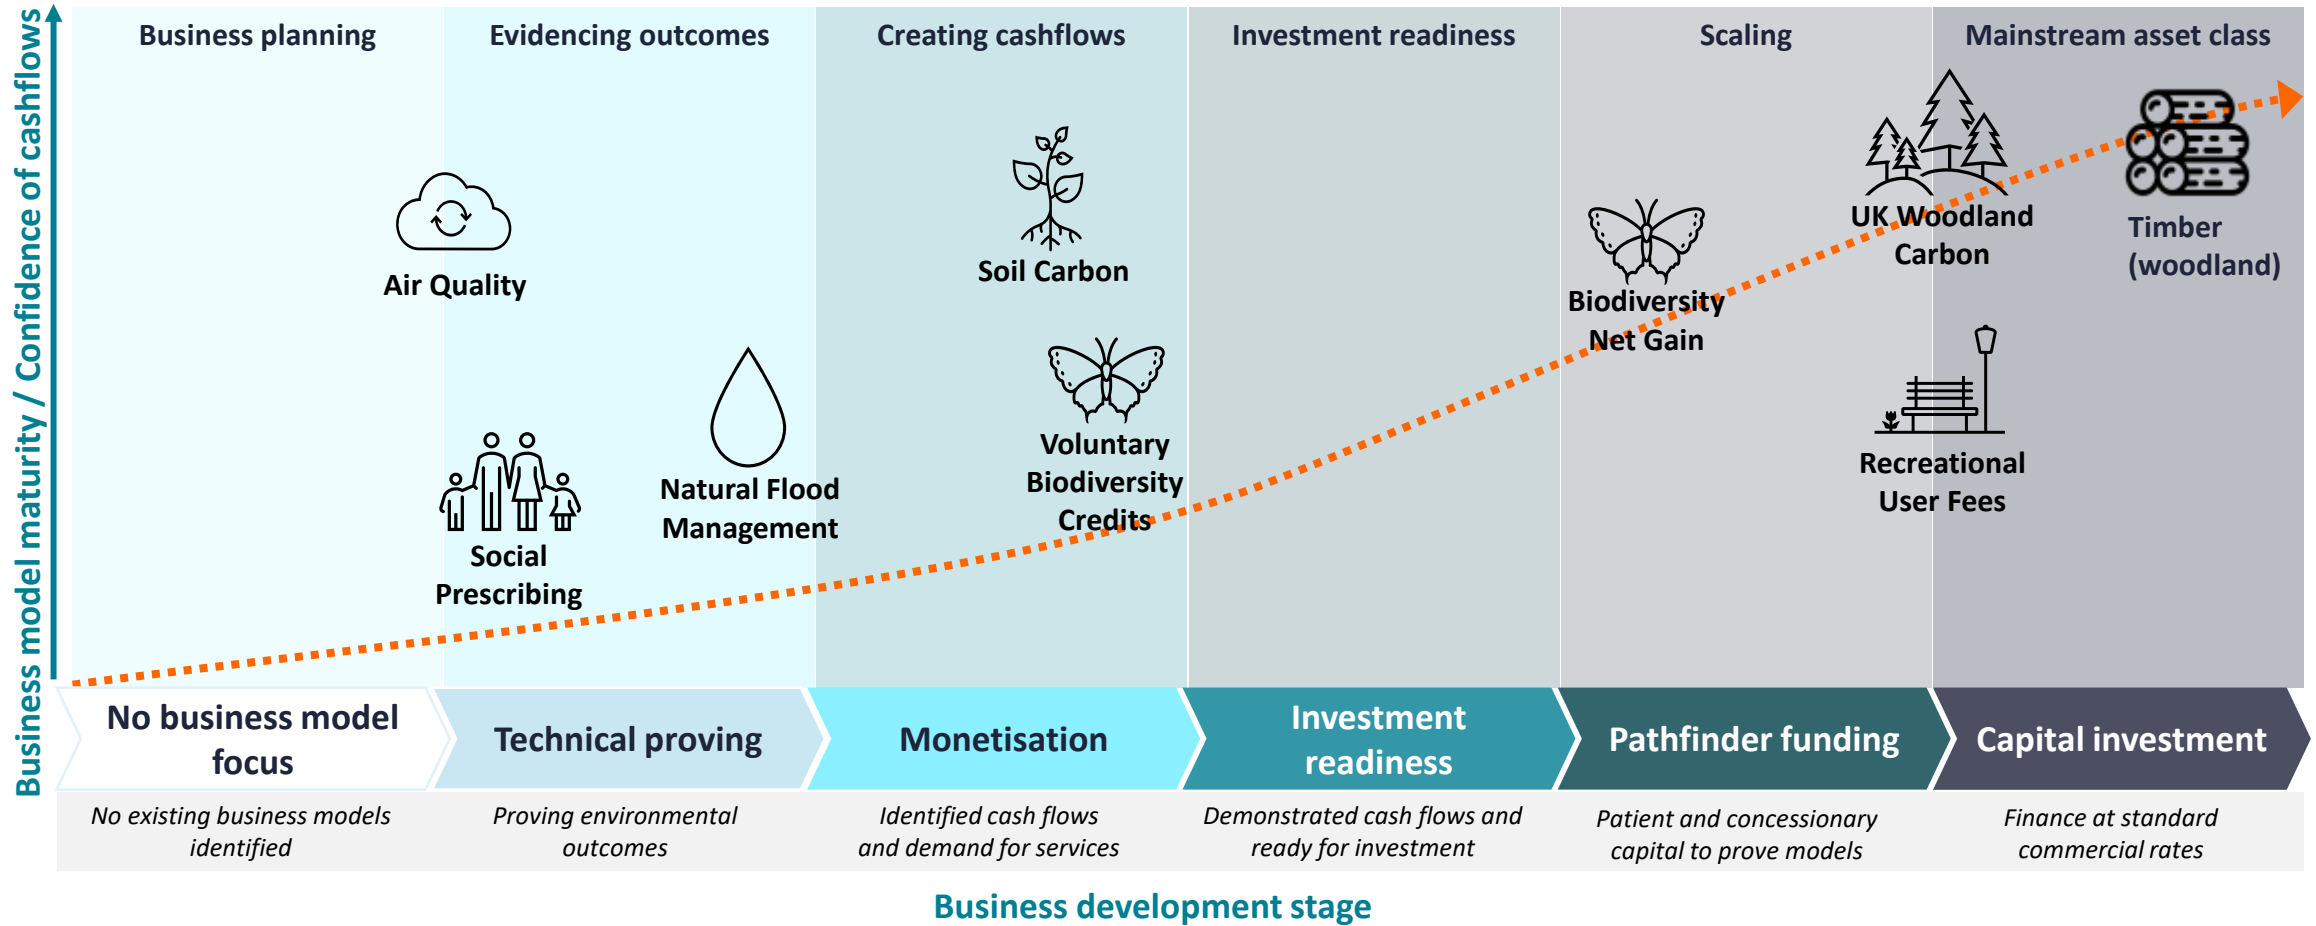 Business model maturity / Confidence of cashflows
Business planning
Evidencing outcomes
Creating cashflows
Investment readiness
Scaling
Mainstream asset class
Air Quality
Social
Prescribing
Natural Flood
Management
Soil Carbon
Voluntary
Biodiversity
Credits
Biodiversity
Net Gain
UK Woodland
Carbon
Recreational
User Fees
Timber
(woodland)
No business model
focus
Technical proving
Monetisation
Investment
readiness
Pathfinder funding
Capital investment
No existing business models
identified
Proving environmental
outcomes
Identified cash flows
and demand for services
Demonstrated cash flows and
ready for investment
Patient and concessionary
capital to prove models
Finance at standard
commercial rates
Business development stage